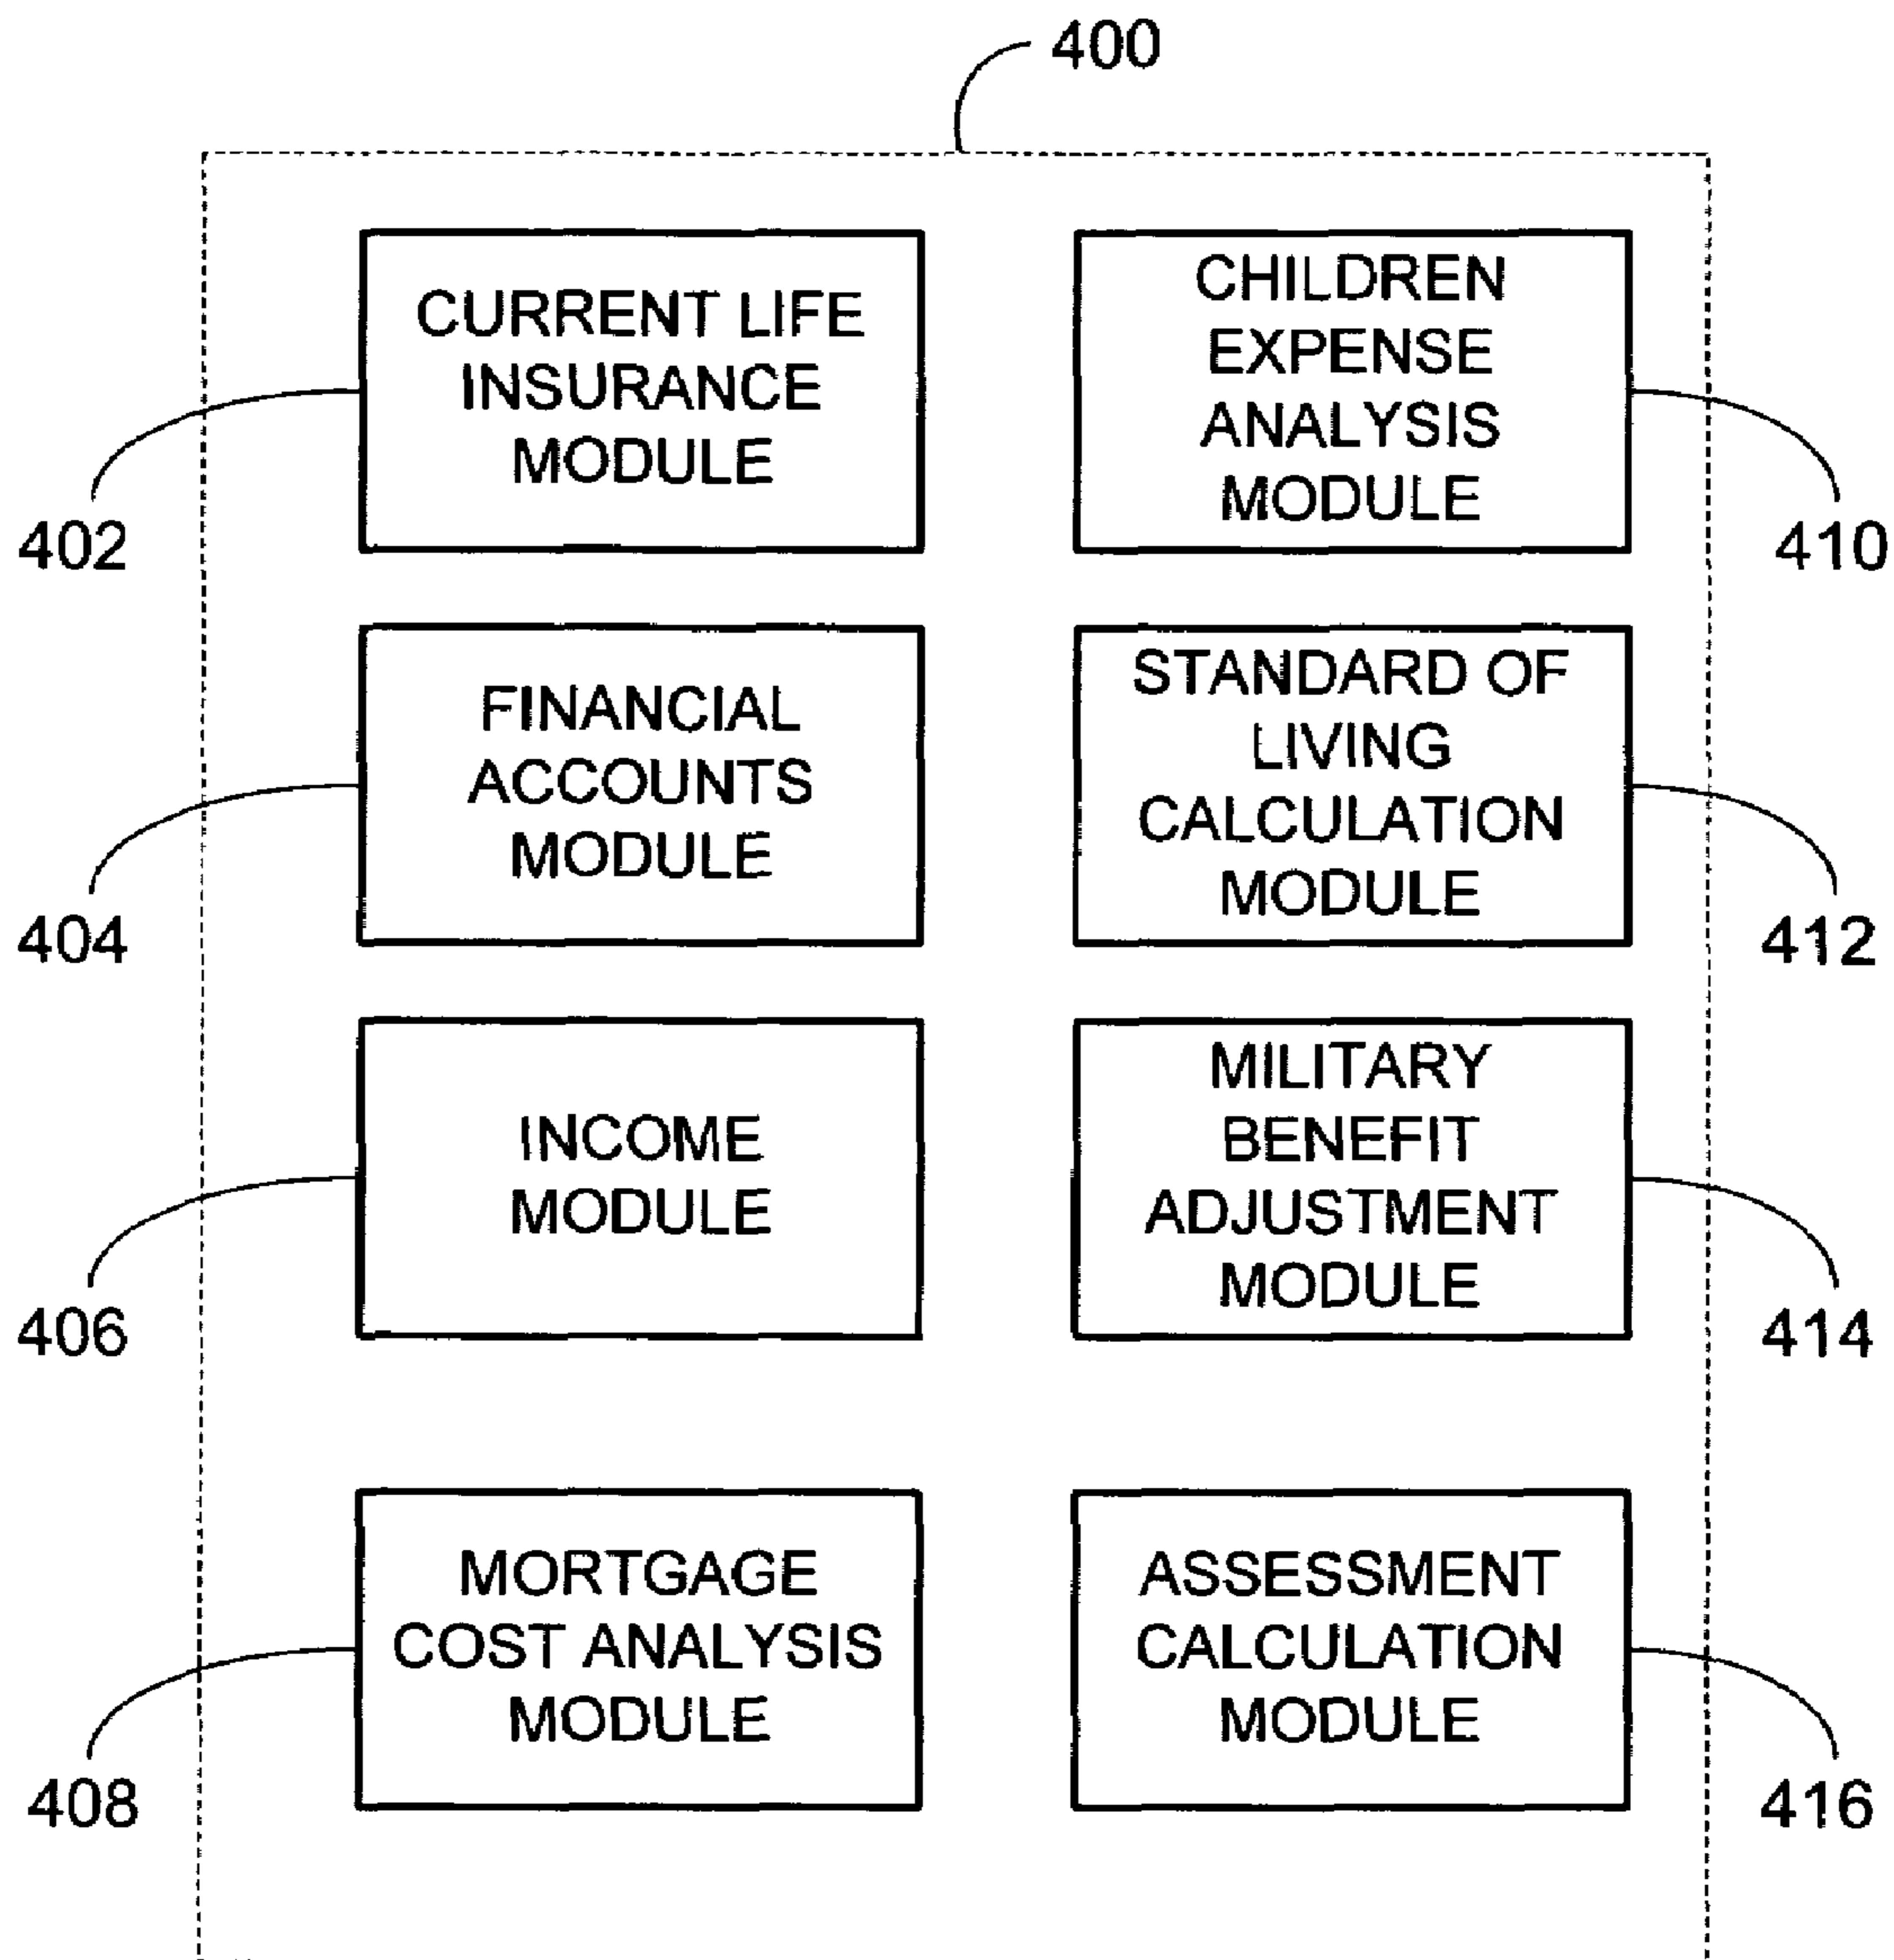 400
CURRENT LIFE
INSURANCE
MODULE
402
CHILDREN
EXPENSE
ANALYSIS
MODULE
410
FINANCIAL
ACCOUNTS
MODULE
404
STANDARD OF
LIVING
CALCULATION
MODULE
412
INCOME
MODULE
406
MILITARY
BENEFIT
ADJUSTMENT
MODULE
414
MORTGAGE
COST ANALYSIS
MODULE
408
ASSESSMENT
CALCULATION
MODULE
416